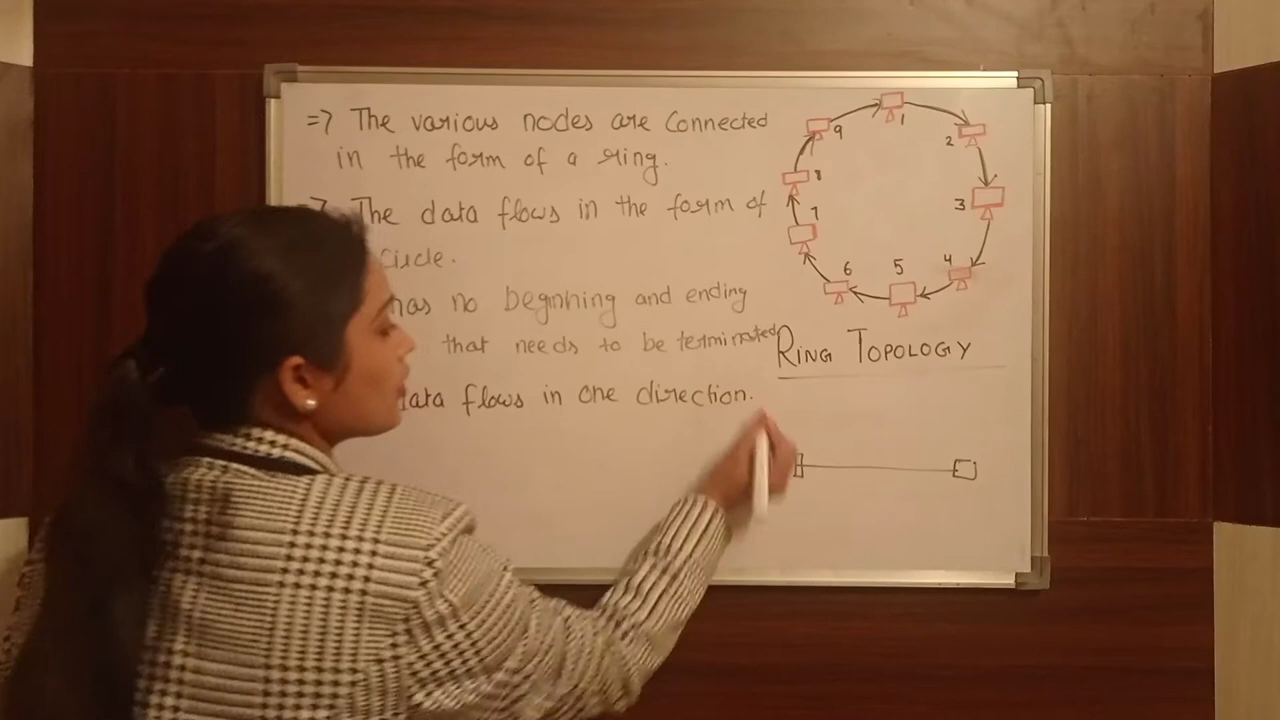 => The various nodes are Connected
in the form of a ring.
=> The data flows in the form of
Circle.
has no beginning and ending
that needs to be terminated
data flows in one direction.
1
2
3
4
5
6
7
8
9
RING TOPOLOGY